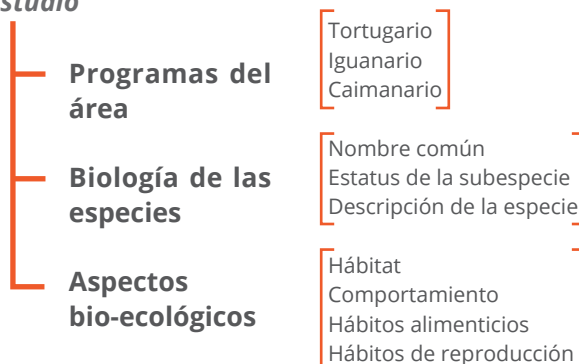 studio
Programas del
área
Tortugario
Iguanario
Caimanario
Biología de las
especies
Nombre común
Estatus de la subespecie
Descripción de la especie
Aspectos
bio-ecológicos
Hábitat
Comportamiento
Hábitos alimenticios
Hábitos de reproducción